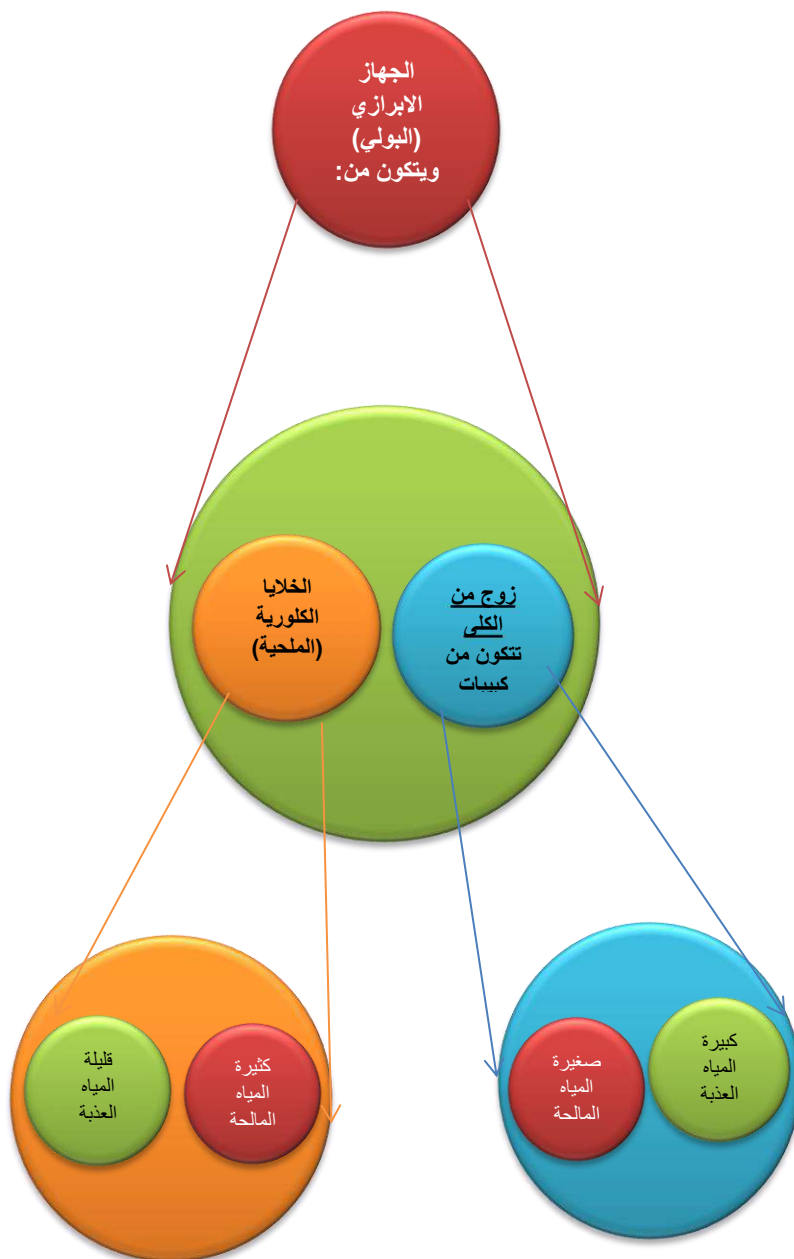 الجهاز
الابرازي
(البولي)
ويتكون من:
زوج من
الكلى
تتكون من
كبيبات
الخلايا
الكلورية
(الملحية)
كبيرة
المياه
العذبة
صغيرة
المياه
المالحة
كثيرة
المياه
المالحة
قليلة
المياه
العذبة